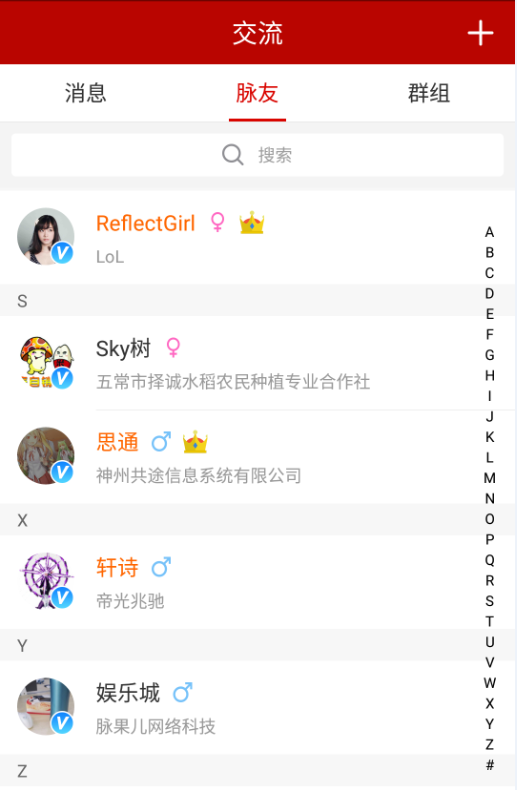 交流
消息
脉友
群组
搜索
ReflectGirl
LoL
S
Sky树
五常市择诚水稻农民种植专业合作社
思通
神州共途信息系统有限公司
X
轩诗
帝光兆驰
Y
娱乐城
脉果儿网络科技
Z
A
B
C
D
E
F
G
H
I
J
K
L
M
N
O
P
Q
R
S
T
U
V
W
X
Y
Z
#